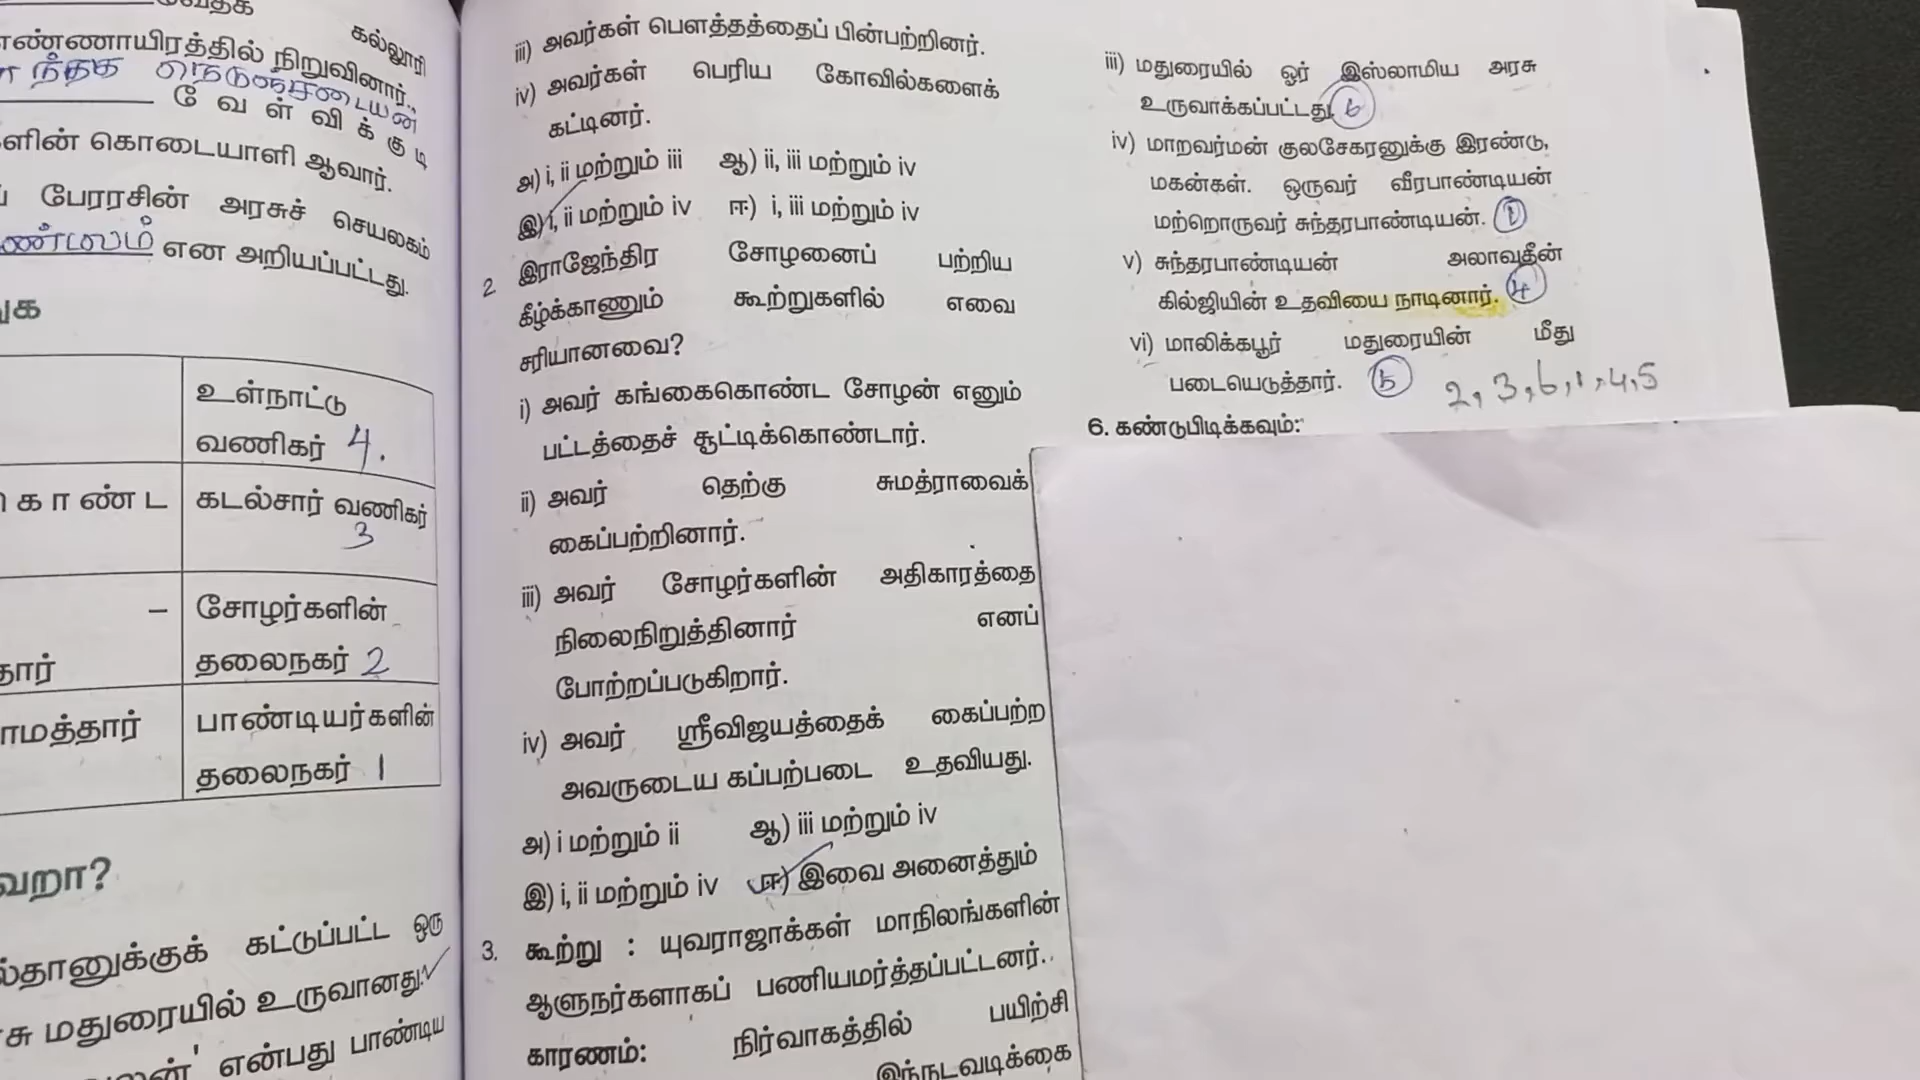 கல்லூரி
நிறுவினார்.
வேள்விக்குடி
கொடையாளி ஆவார்.
பேரரசின் அரசுச் செயலகம்
என அறியப்பட்டது.
உள்நாட்டு
வணிகர் 4.
கடல்சார் வணிகர்
3
சோழர்களின்
தலைநகர் 2
பாண்டியர்களின்
தலைநகர் 1
கட்டுப்பட்ட ஒரு
மதுரையில் உருவானது.
என்பது பாண்டிய
iii) அவர்கள் பௌத்தத்தைப் பின்பற்றினர்.
iv) அவர்கள் பெரிய கோவில்களைக்
கட்டினர்.
அ) i, ii மற்றும் iii ஆ) ii, iii மற்றும் iv
இ) i, ii மற்றும் iv ஈ) i, iii மற்றும் iv
2 இராஜேந்திர சோழனைப் பற்றிய
கீழ்க்காணும் கூற்றுகளில் எவை
சரியானவை?
i) அவர் கங்கைகொண்ட சோழன் எனும்
பட்டத்தைச் சூட்டிக்கொண்டார்.
ii) அவர் தெற்கு சுமத்ராவைக்
கைப்பற்றினார்.
iii) அவர் சோழர்களின் அதிகாரத்தை
நிலைநிறுத்தினார் எனப்
போற்றப்படுகிறார்.
iv) அவர் ஸ்ரீவிஜயத்தைக் கைப்பற்ற
அவருடைய கப்பற்படை உதவியது.
அ) i மற்றும் ii ஆ) iii மற்றும் iv
இ) i, ii மற்றும் iv ஈ) இவை அனைத்தும்
3. கூற்று : யுவராஜாக்கள் மாநிலங்களின்
ஆளுநர்களாகப் பணியமர்த்தப்பட்டனர்.
காரணம்: நிர்வாகத்தில் பயிற்சி
இந்நடவடிக்கை
iii) மதுரையில் ஓர் இஸ்லாமிய அரசு
உருவாக்கப்பட்டது 6
iv) மாறவர்மன் குலசேகரனுக்கு இரண்டு,
மகன்கள். ஒருவர் வீரபாண்டியன்
மற்றொருவர் சுந்தரபாண்டியன். 1
v) சுந்தரபாண்டியன் அலாவுதீன்
கில்ஜியின் உதவியை நாடினார். 4
vi) மாலிக்கபூர் மதுரையின் மீது
படையெடுத்தார். 5
2, 3, 6, 1, 4, 5
6. கண்டுபிடிக்கவும்: